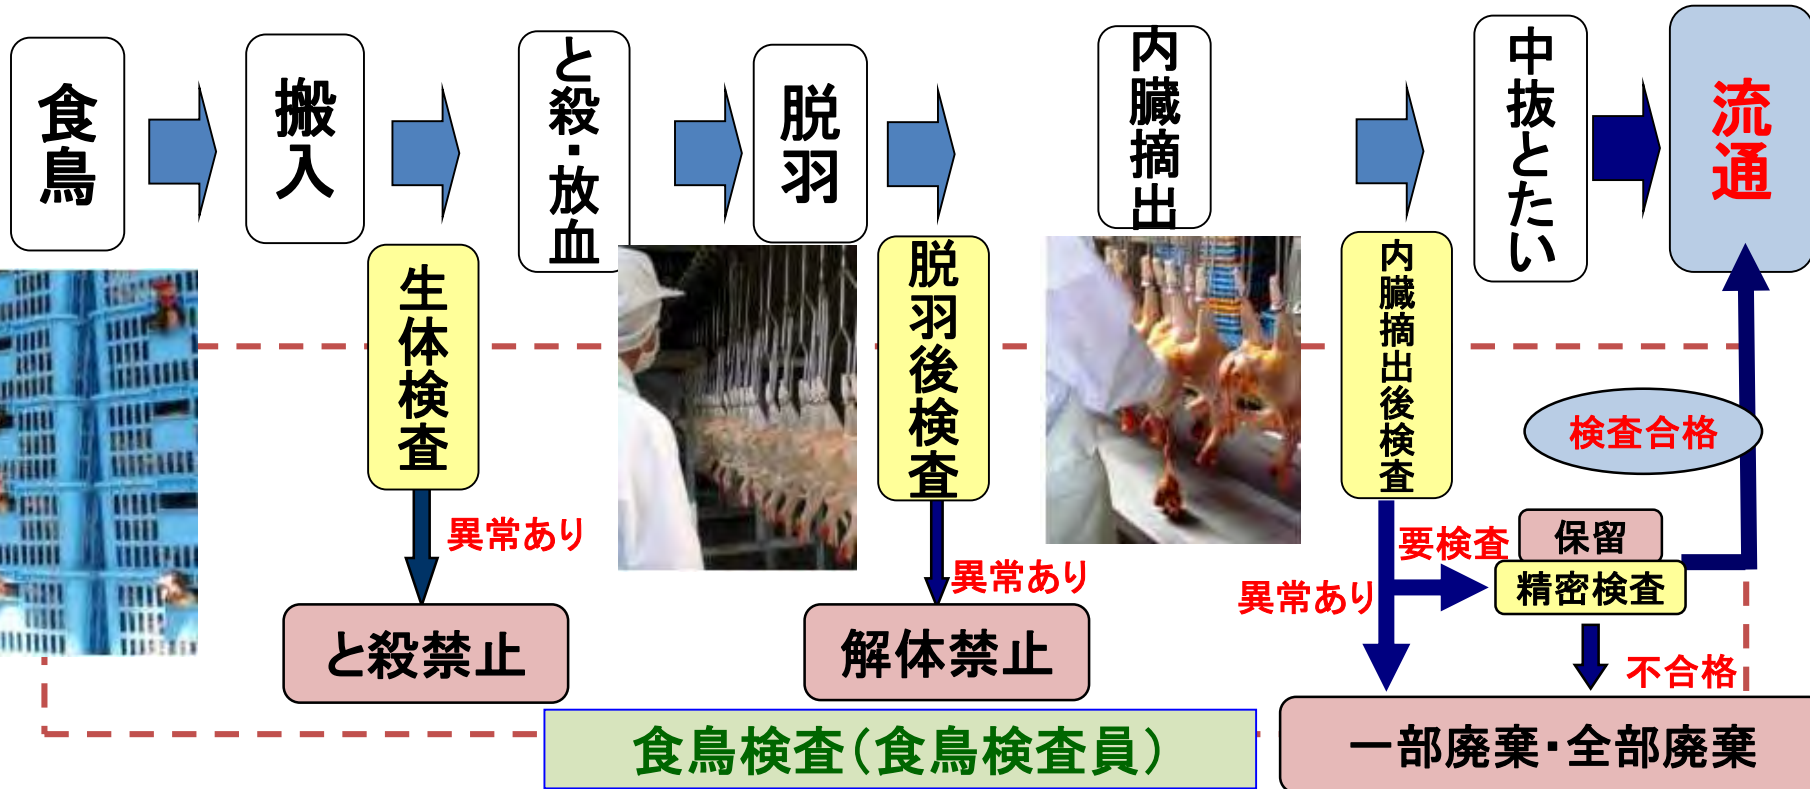 食鳥
搬入
と殺・放血
脱羽
内臓摘出
中抜とたい
流通
生体検査
脱羽後検査
内臓摘出後検査
検査合格
異常あり
異常あり
異常あり
要検査
保留
精密検査
不合格
と殺禁止
解体禁止
一部廃棄・全部廃棄
食鳥検査(食鳥検査員)